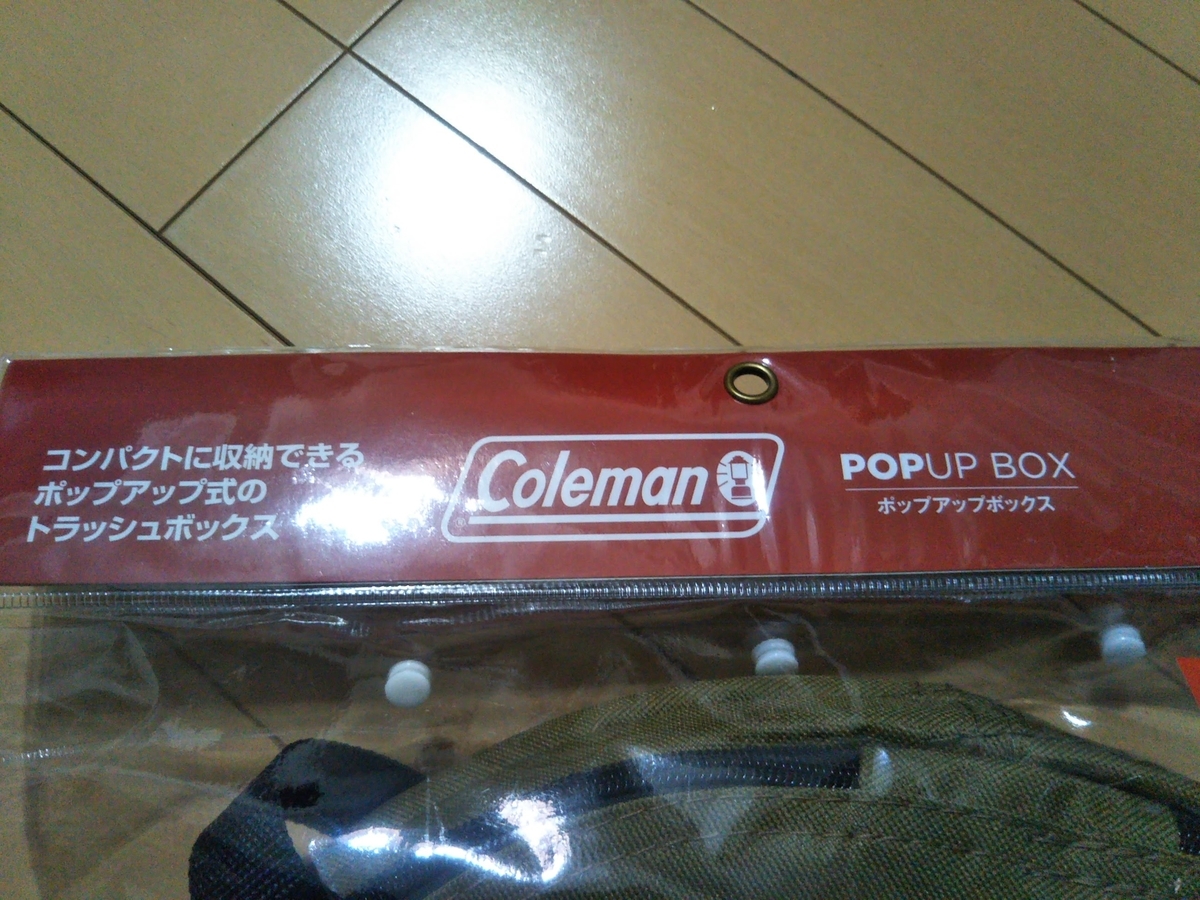 コンパクトに収納できる
ポップアップ式の
トラッシュボックス
Coleman
POPUP BOX
ポップアップボックス